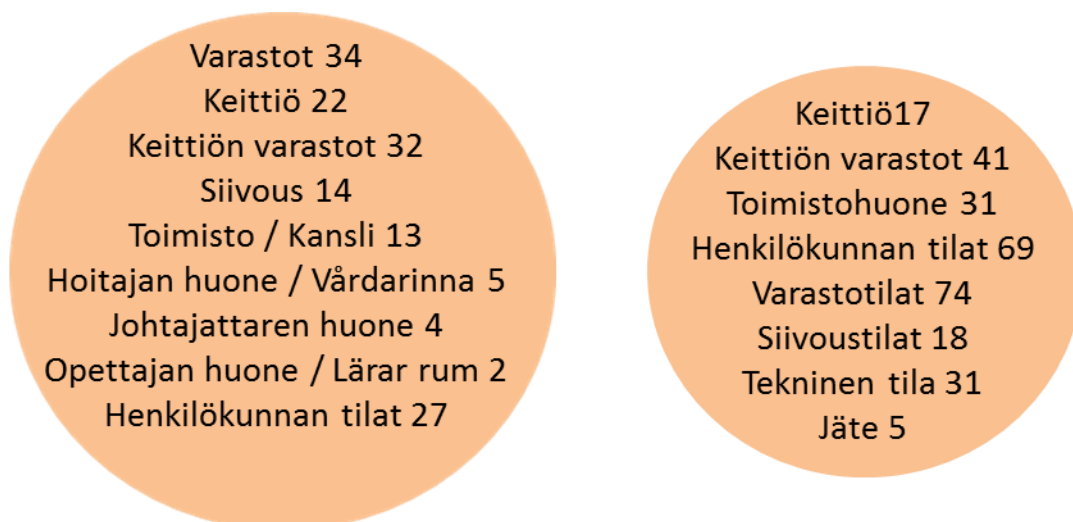 Varastot 34
Keittiö 22
Keittiön varastot 32
Siivous 14
Toimisto / Kansli 13
Hoitajan huone / Vårdarinna 5
Johtajattaren huone 4
Opettajan huone / Lärar rum 2
Henkilökunnan tilat 27
Keittiö17
Keittiön varastot 41
Toimistohuone 31
Henkilökunnan tilat 69
Varastotilat 74
Siivoustilat 18
Tekninen tila 31
Jäte 5